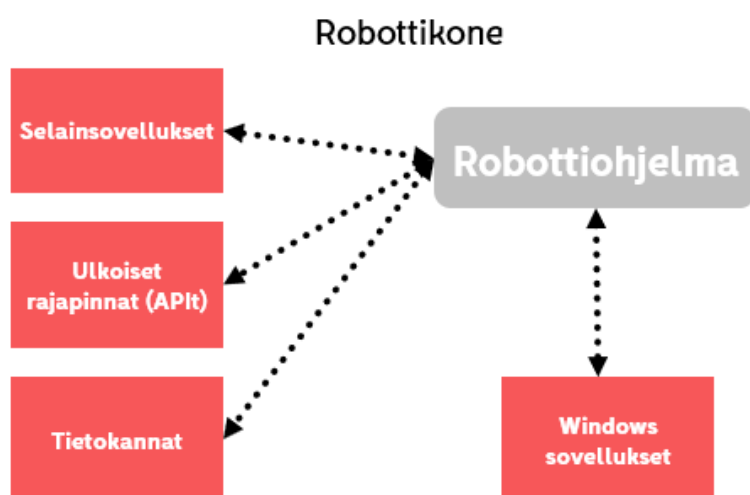 Robottikone
Selainsovellukset
Robottiohjelma
Ulkoiset
rajapinnat (APIt)
Tietokannat
Windows
sovellukset